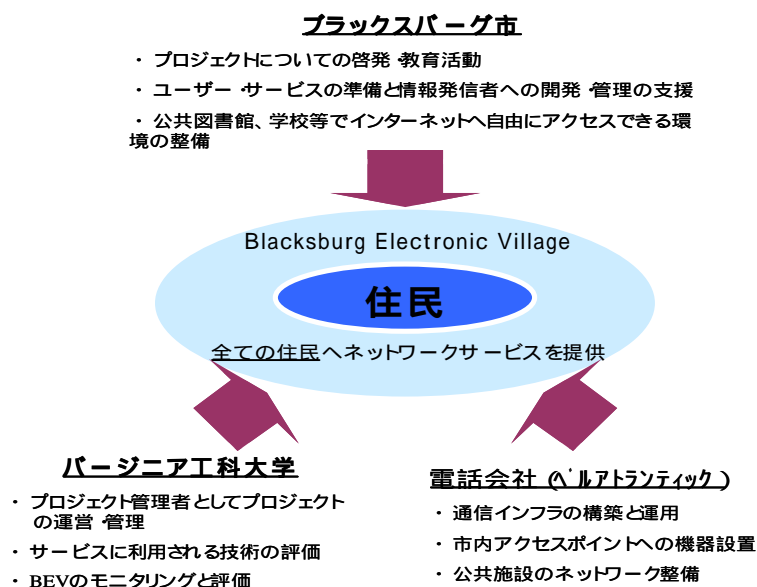 ブラックスバーグ市
・ プロジェクトについての啓発・教育活動
・ ユーザー・サービスの準備と情報発信者への開発・管理の支援
・ 公共図書館、学校等でインターネットへ自由にアクセスできる環
境の整備
Blacksburg Electronic Village
住民
全ての住民へネットワークサービスを提供
バージニア工科大学
・ プロジェクト管理者としてプロジェクト
の運営・管理
・ サービスに利用される技術の評価
・ BEVのモニタリングと評価
電話会社(ベルアトランティック)
・ 通信インフラの構築と運用
・ 市内アクセスポイントへの機器設置
・ 公共施設のネットワーク整備